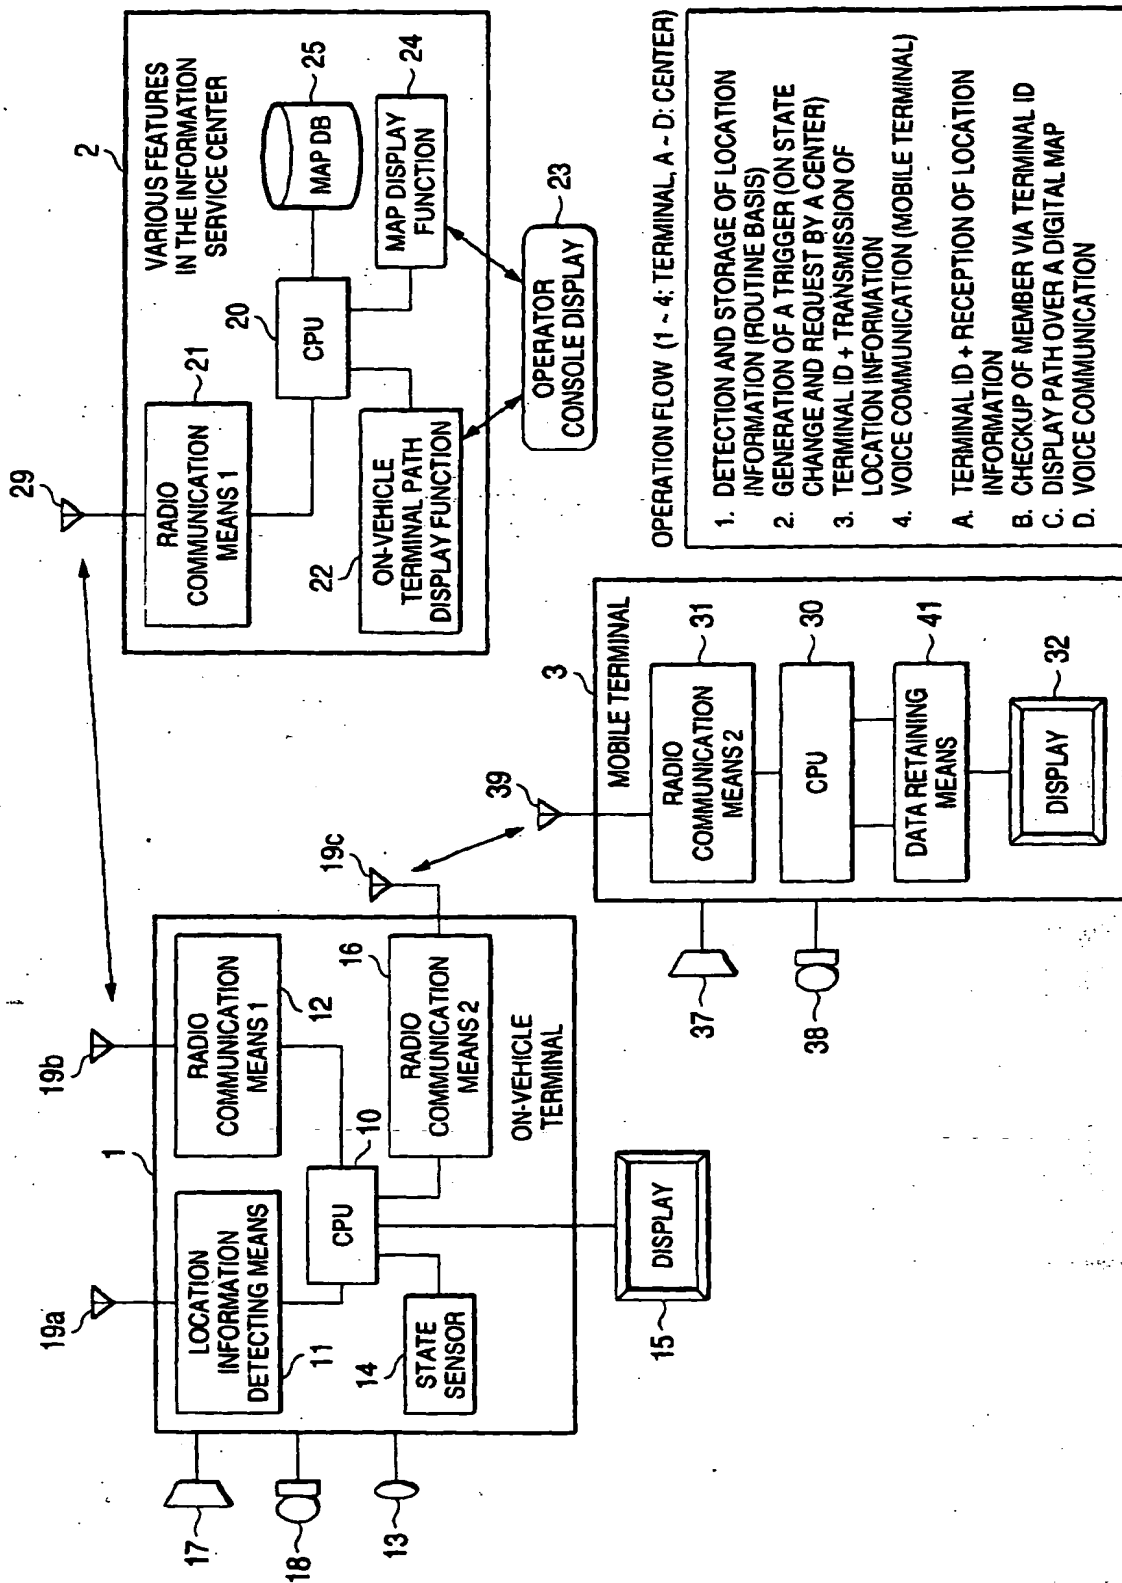 19a
19b
29
1
LOCATION
INFORMATION
DETECTING MEANS
11
RADIO
COMMUNICATION
MEANS 1
12
17
18
13
CPU
10
STATE
SENSOR
14
RADIO
COMMUNICATION
MEANS 2
16
19c
ON-VEHICLE
TERMINAL
DISPLAY
15
2
VARIOUS FEATURES
IN THE INFORMATION
SERVICE CENTER
RADIO
COMMUNICATION
MEANS 1
21
CPU
20
MAP DB
25
ON-VEHICLE
TERMINAL PATH
DISPLAY FUNCTION
22
MAP DISPLAY
FUNCTION
24
OPERATOR
CONSOLE DISPLAY
23
39
3
MOBILE TERMINAL
RADIO
COMMUNICATION
MEANS 2
31
37
38
CPU
30
DATA RETAINING
MEANS
41
DISPLAY
32
OPERATION FLOW (1 ~ 4: TERMINAL, A ~ D: CENTER)
1. DETECTION AND STORAGE OF LOCATION
INFORMATION (ROUTINE BASIS)
2. GENERATION OF A TRIGGER (ON STATE
CHANGE AND REQUEST BY A CENTER)
3. TERMINAL ID + TRANSMISSION OF
LOCATION INFORMATION
4. VOICE COMMUNICATION (MOBILE TERMINAL)
A. TERMINAL ID + RECEPTION OF LOCATION
INFORMATION
B. CHECKUP OF MEMBER VIA TERMINAL ID
C. DISPLAY PATH OVER A DIGITAL MAP
D. VOICE COMMUNICATION